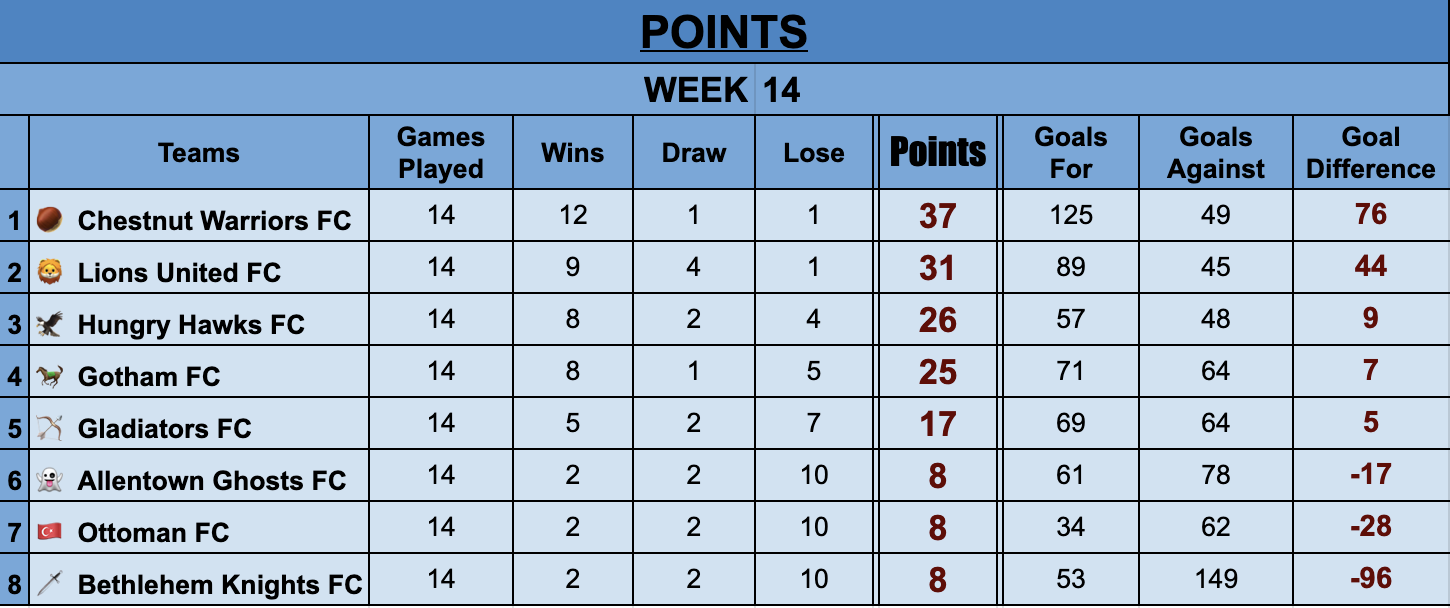 POINTS
WEEK 14
Teams Games Played Wins Draw Lose Points Goals For Goals Against Goal Difference
1 Chestnut Warriors FC 14 12 1 1 37 125 49 76
2 Lions United FC 14 9 4 1 31 89 45 44
3 Hungry Hawks FC 14 8 2 4 26 57 48 9
4 Gotham FC 14 8 1 5 25 71 64 7
5 Gladiators FC 14 5 2 7 17 69 64 5
6 Allentown Ghosts FC 14 2 2 10 8 61 78 -17
7 Ottoman FC 14 2 2 10 8 34 62 -28
8 Bethlehem Knights FC 14 2 2 10 8 53 149 -96